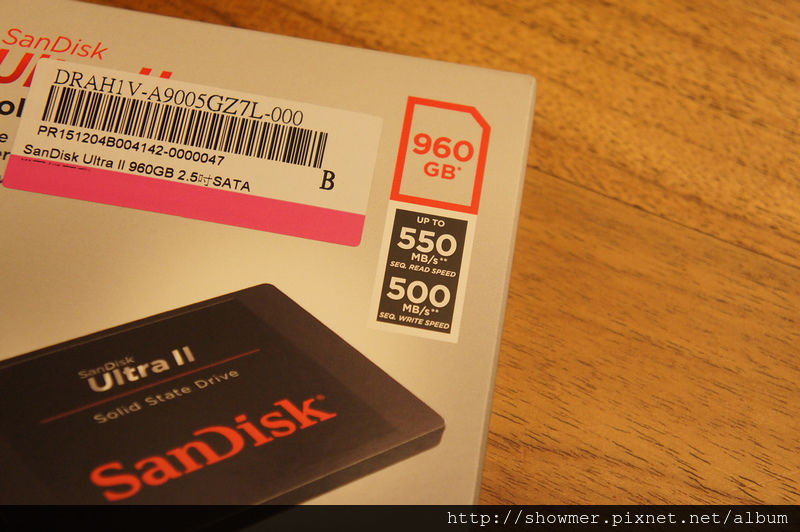 SanDisk
Ultra II
DRAH1V-A9005GZ7L-000
PR151204B004142-0000047
SanDisk Ultra II 960GB 2.5吋SATA
B
960
GB*
UP TO
550
MB/s**
SEQ. READ SPEED
500
MB/s**
SEQ. WRITE SPEED
SanDisk
Ultra II
Solid State Drive
SanDisk®
http://showmer.pixnet.net/album